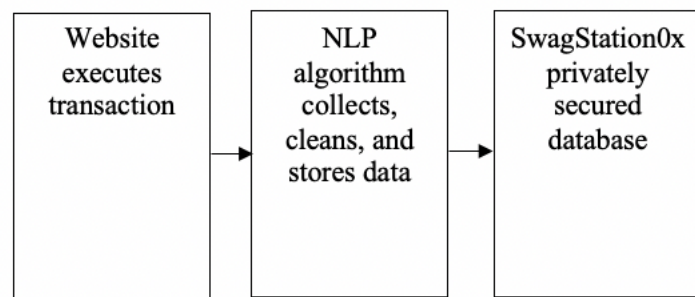 Website
executes
transaction
NLP
algorithm
collects,
cleans, and
stores data
SwagStation0x
privately
secured
database